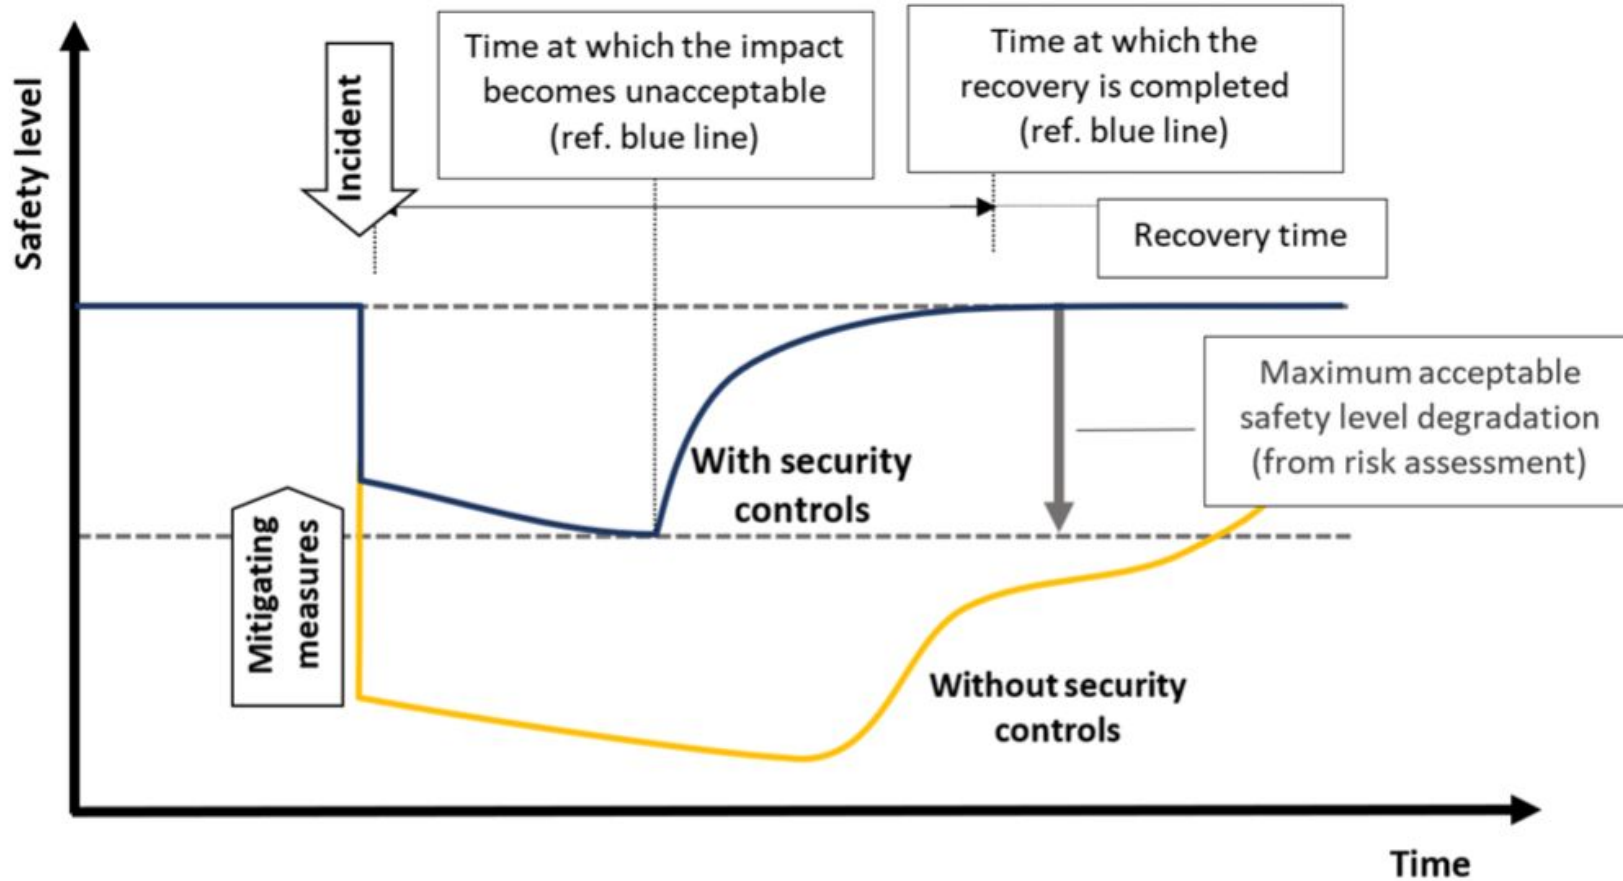 Safety level
Incident
Time at which the impact
becomes unacceptable
(ref. blue line)
Time at which the
recovery is completed
(ref. blue line)
Recovery time
Maximum acceptable
safety level degradation
(from risk assessment)
With security
controls
Mitigating
measures
Without security
controls
Time